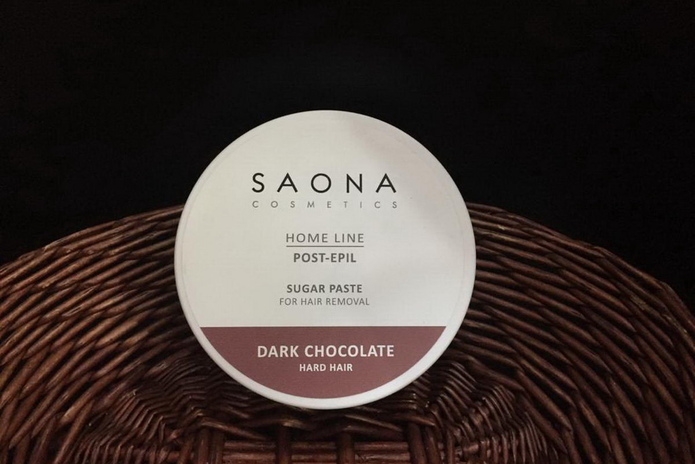 SAONA
COSMETICS
HOME LINE
POST-EPIL
SUGAR PASTE
FOR HAIR REMOVAL
DARK CHOCOLATE
HARD HAIR